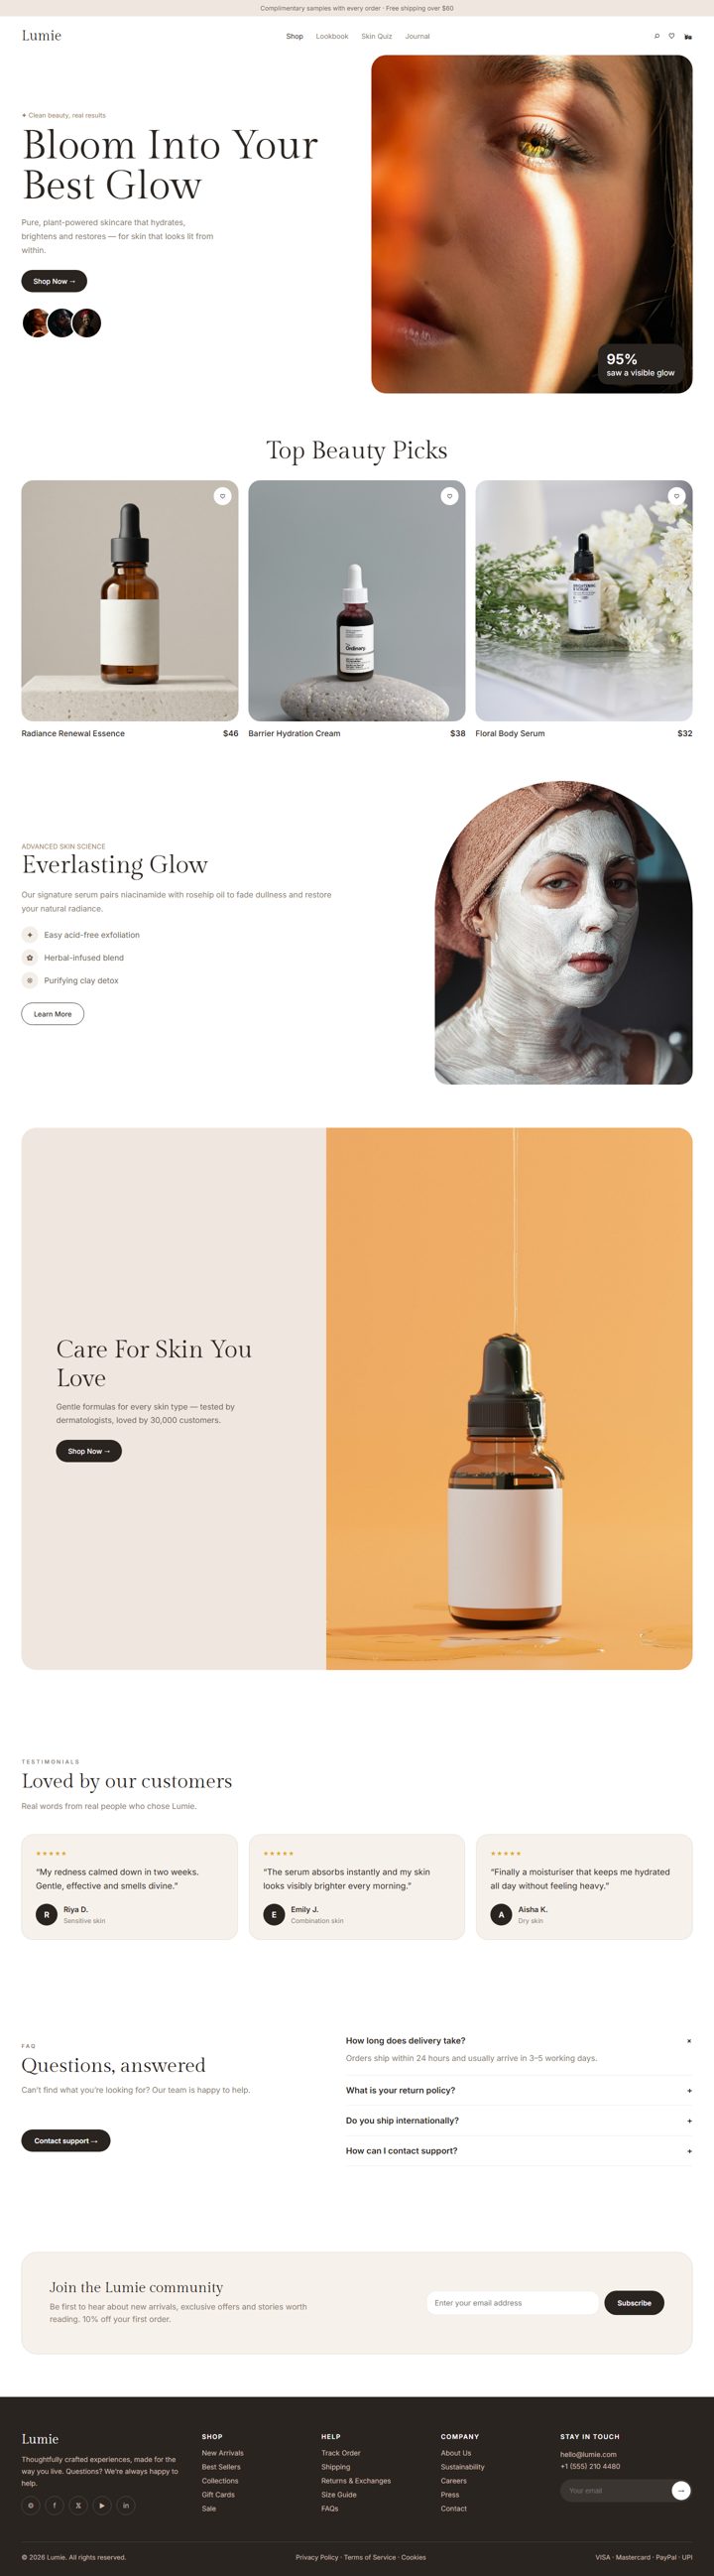 Complimentary samples with every order · Free shipping over $60
Lumie
Shop
Lookbook
Skin Quiz
Journal
✦ Clean beauty, real results
Bloom Into Your
Best Glow
Pure, plant-powered skincare that hydrates,
brightens and restores — for skin that looks lit from
within.
Shop Now →
95%
saw a visible glow
Top Beauty Picks
Ordinary.
Radiance Renewal Essence
$46
Barrier Hydration Cream
$38
Floral Body Serum
$32
ADVANCED SKIN SCIENCE
Everlasting Glow
Our signature serum pairs niacinamide with rosehip oil to fade dullness and restore
your natural radiance.
Easy acid-free exfoliation
Herbal-infused blend
Purifying clay detox
Learn More
Care For Skin You
Love
Gentle formulas for every skin type — tested by
dermatologists, loved by 30,000 customers.
Shop Now →
TESTIMONIALS
Loved by our customers
Real words from real people who chose Lumie.
★★★★★
"My redness calmed down in two weeks.
Gentle, effective and smells divine."
R
Riya D.
Sensitive skin
★★★★★
"The serum absorbs instantly and my skin
looks visibly brighter every morning."
E
Emily J.
Combination skin
★★★★★
"Finally a moisturiser that keeps me hydrated
all day without feeling heavy."
A
Aisha K.
Dry skin
FAQ
Questions, answered
Can't find what you're looking for? Our team is happy to help.
Contact support →
How long does delivery take? ×
Orders ship within 24 hours and usually arrive in 3–5 working days.
What is your return policy? +
Do you ship internationally? +
How can I contact support? +
Join the Lumie community
Be first to hear about new arrivals, exclusive offers and stories worth
reading. 10% off your first order.
Enter your email address
Subscribe
Lumie
Thoughtfully crafted experiences, made for the
way you live. Questions? We're always happy to
help.
f
𝕏
▶
in
SHOP
New Arrivals
Best Sellers
Collections
Gift Cards
Sale
HELP
Track Order
Shipping
Returns & Exchanges
Size Guide
FAQs
COMPANY
About Us
Sustainability
Careers
Press
Contact
STAY IN TOUCH
hello@lumie.com
+1 (555) 210 4480
Your email
→
© 2026 Lumie. All rights reserved.
Privacy Policy · Terms of Service · Cookies
VISA · Mastercard · PayPal · UPI